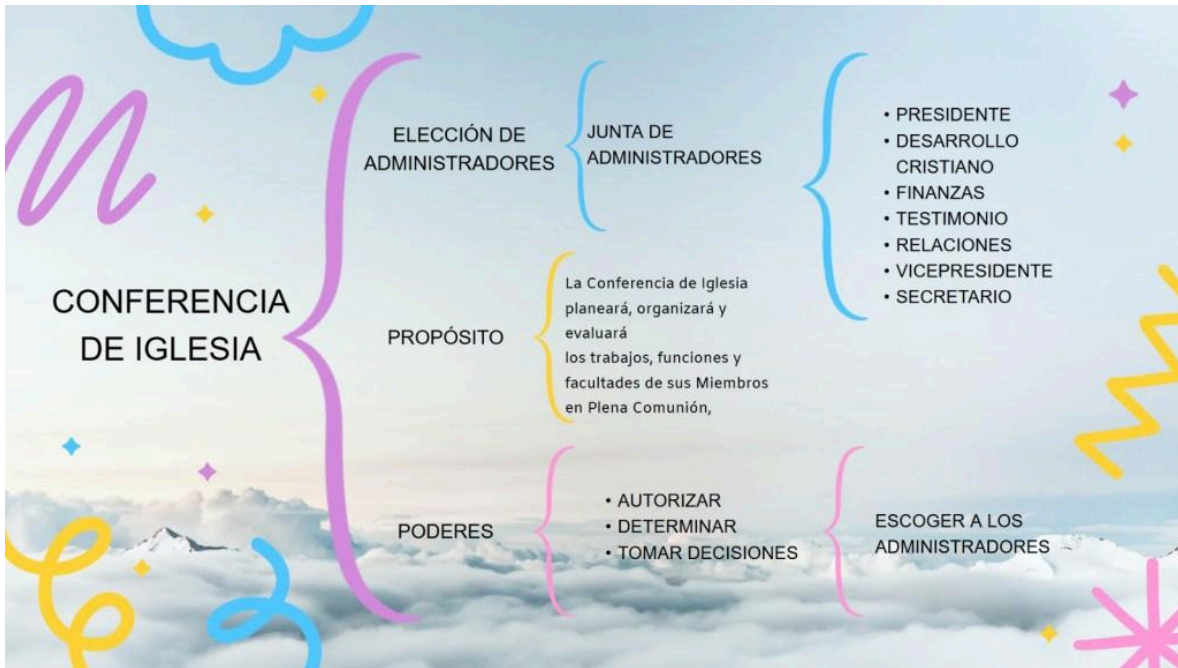 CONFERENCIA
DE IGLESIA
ELECCIÓN DE
ADMINISTRADORES
JUNTA DE
ADMINISTRADORES
• PRESIDENTE
• DESARROLLO
CRISTIANO
• FINANZAS
• TESTIMONIO
• RELACIONES
• VICEPRESIDENTE
• SECRETARIO
PROPÓSITO
La Conferencia de Iglesia
planeará, organizará y
evaluará
los trabajos, funciones y
facultades de sus Miembros
en Plena Comunión,
PODERES
• AUTORIZAR
• DETERMINAR
• TOMAR DECISIONES
ESCOGER A LOS
ADMINISTRADORES